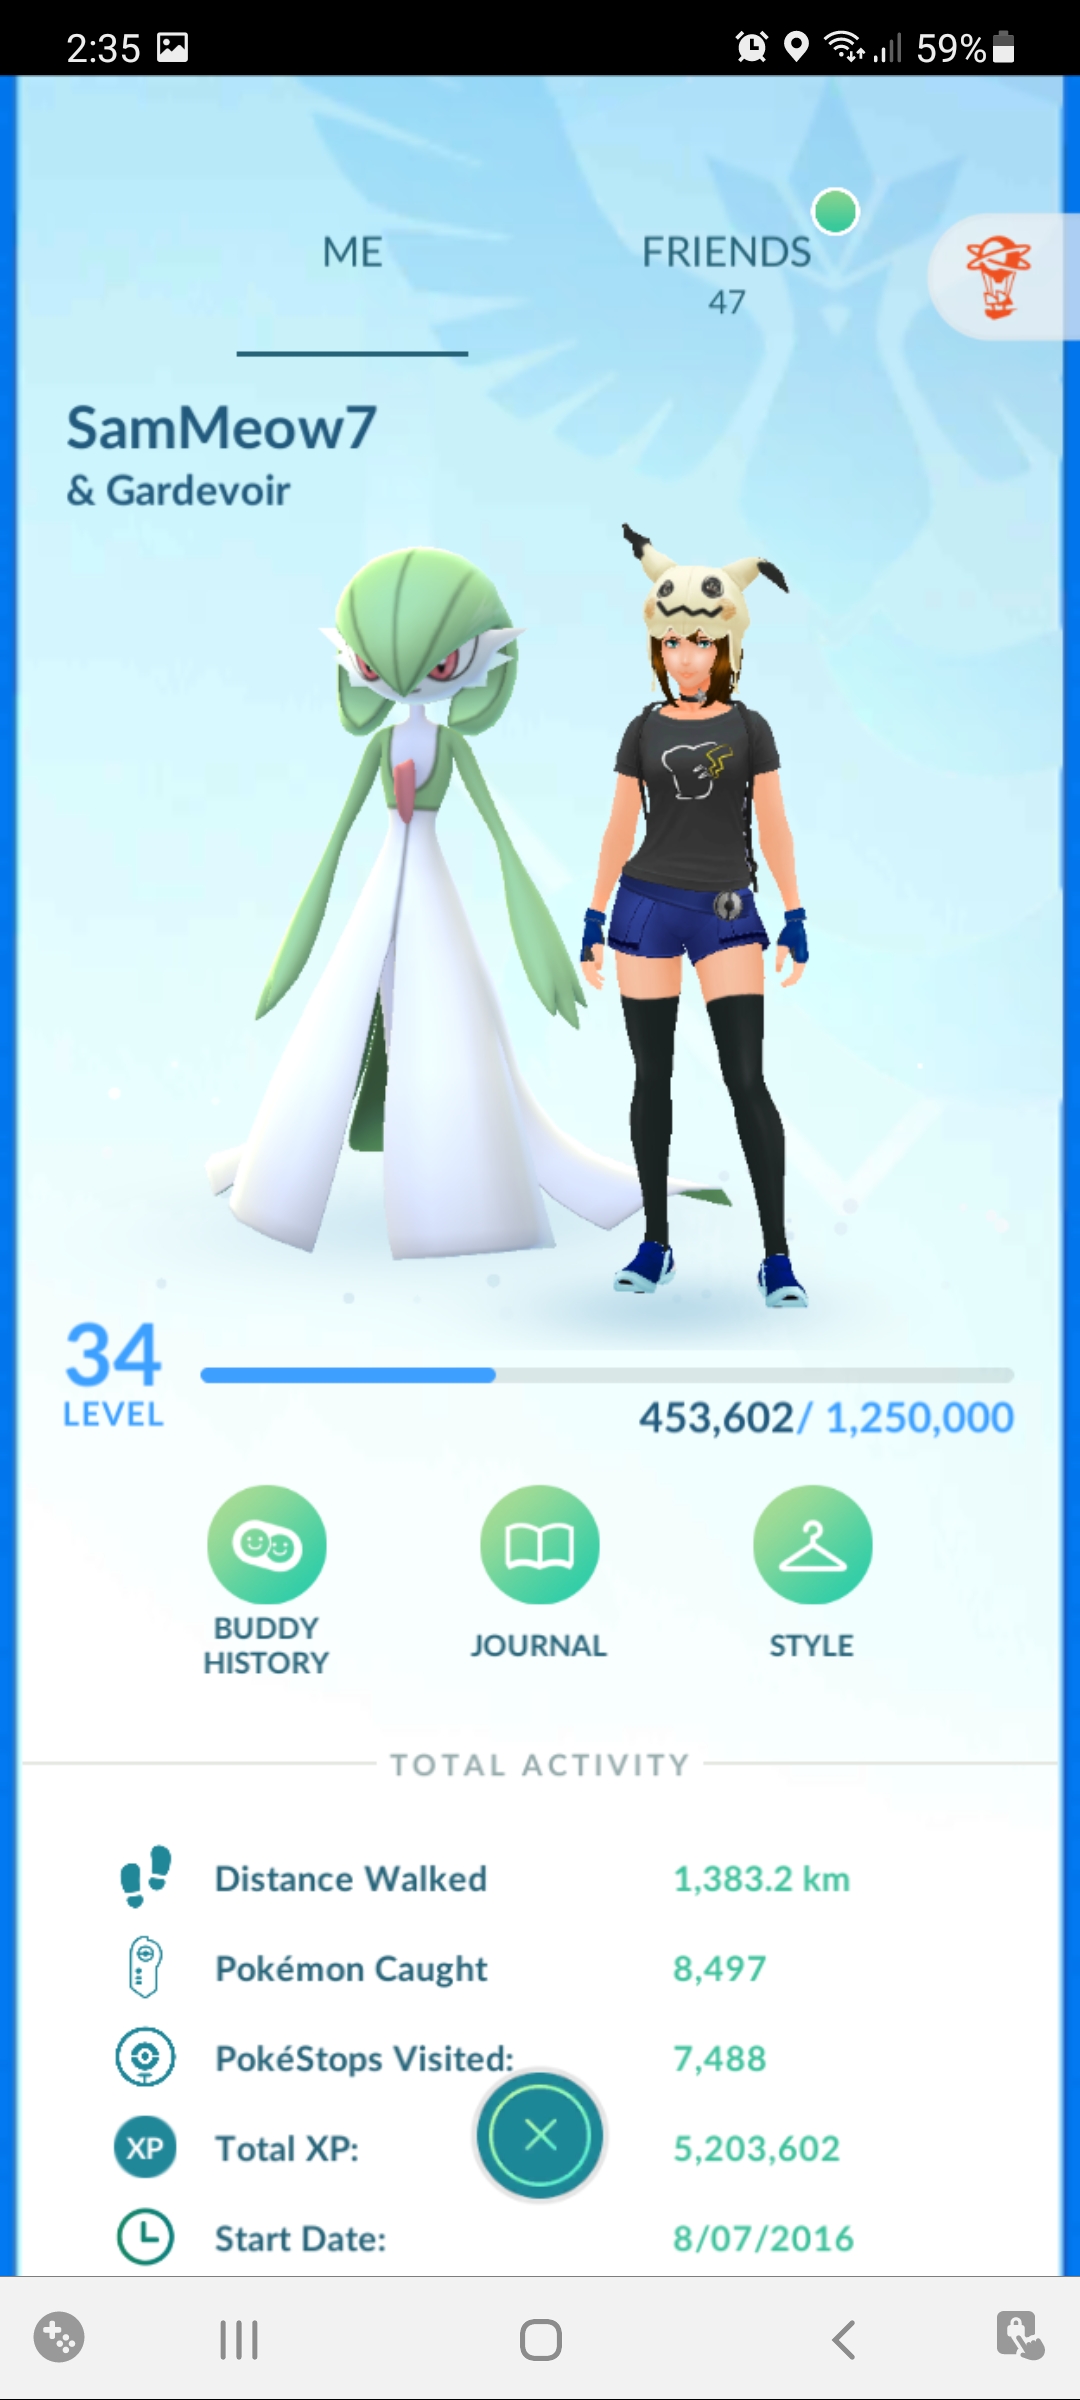 2:35
59%
ME
FRIENDS
47
SamMeow7
& Gardevoir
34
LEVEL
453,602/ 1,250,000
BUDDY
HISTORY
JOURNAL
STYLE
TOTAL ACTIVITY
Distance Walked 1,383.2 km
Pokémon Caught 8,497
PokéStops Visited: 7,488
XP Total XP: 5,203,602
Start Date: 8/07/2016